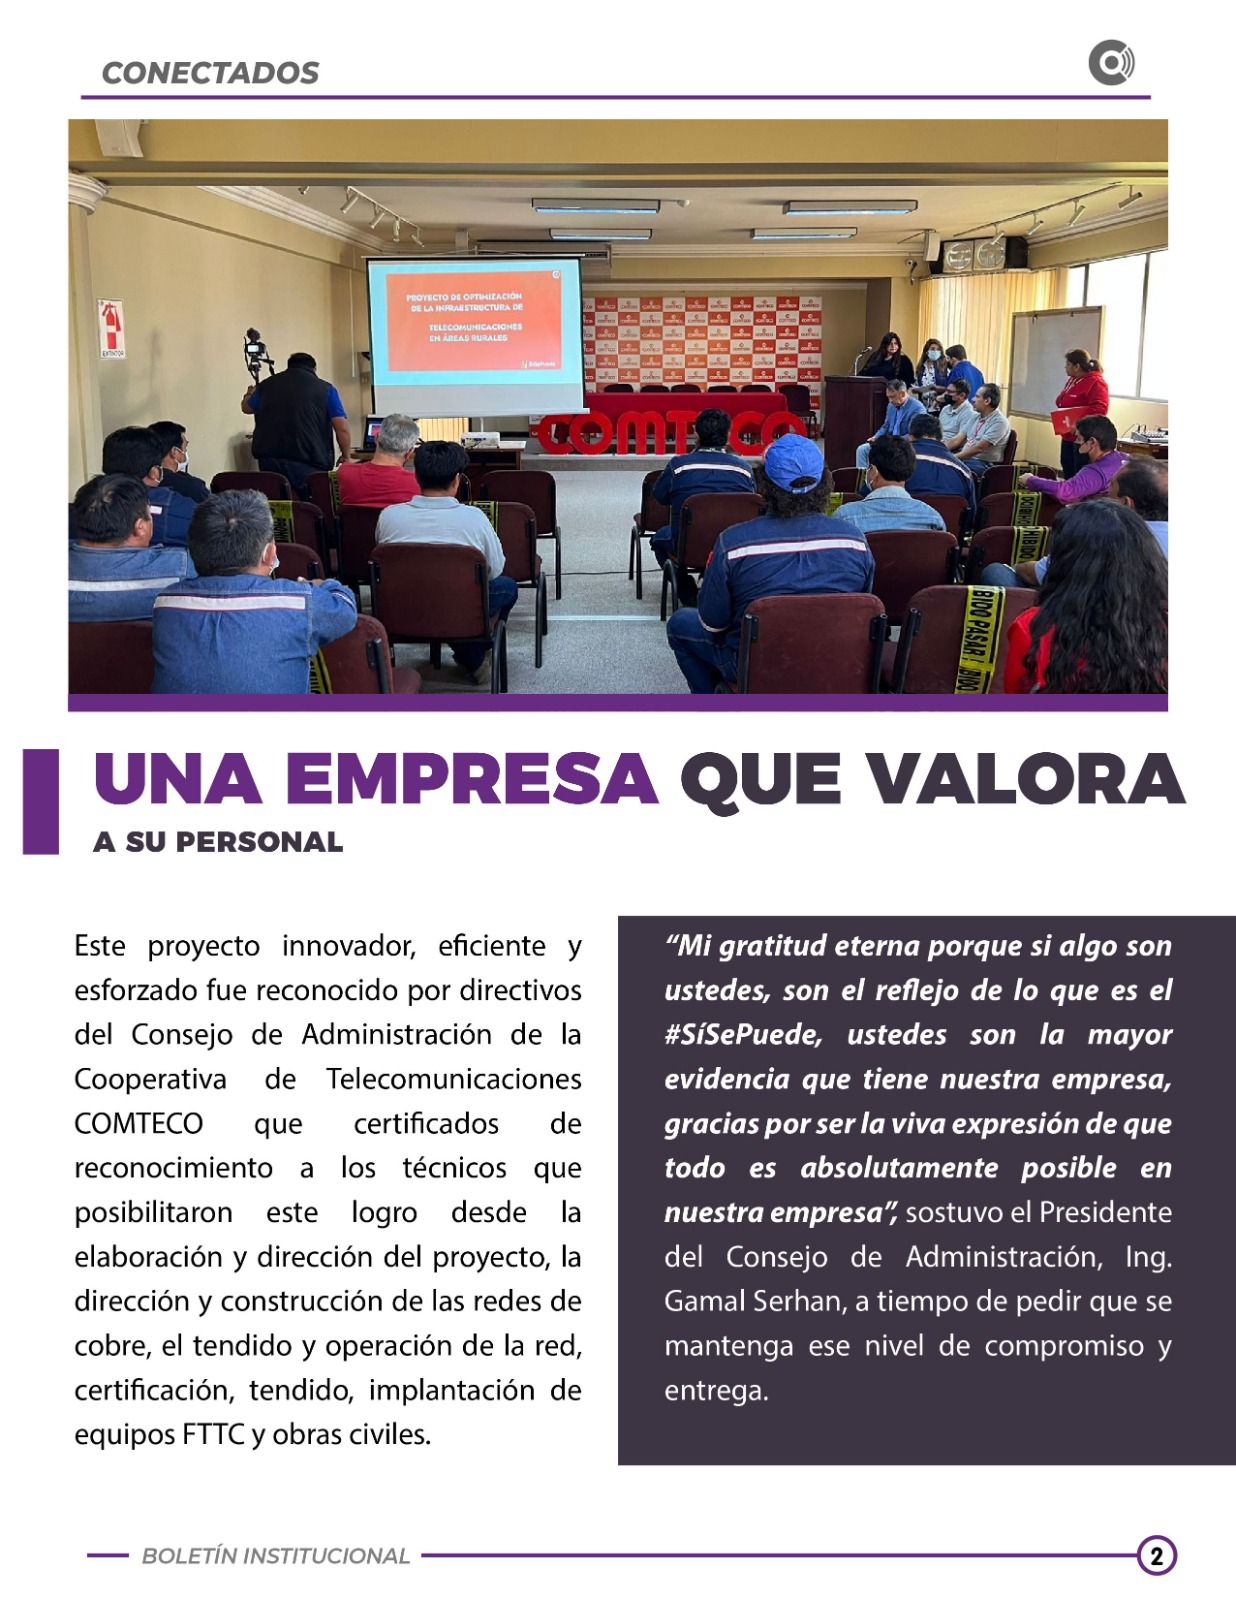 CONECTADOS
EXTINTOR
PROYECTO DE OPTIMIZACIÓN
DE LA INFRAESTRUCTURA DE
TELECOMUNICACIONES
EN ÁREAS RURALES
COMTECO
BIDO PASAR !
UNA EMPRESA QUE VALORA
A SU PERSONAL
Este proyecto innovador, eficiente y
esforzado fue reconocido por directivos
del Consejo de Administración de la
Cooperativa de Telecomunicaciones
COMTECO que certificados de
reconocimiento a los técnicos que
posibilitaron este logro desde la
elaboración y dirección del proyecto, la
dirección y construcción de las redes de
cobre, el tendido y operación de la red,
certificación, tendido, implantación de
equipos FTTC y obras civiles.
“Mi gratitud eterna porque si algo son
ustedes, son el reflejo de lo que es el
#SíSePuede, ustedes son la mayor
evidencia que tiene nuestra empresa,
gracias por ser la viva expresión de que
todo es absolutamente posible en
nuestra empresa”, sostuvo el Presidente
del Consejo de Administración, Ing.
Gamal Serhan, a tiempo de pedir que se
mantenga ese nivel de compromiso y
entrega.
BOLETÍN INSTITUCIONAL
2